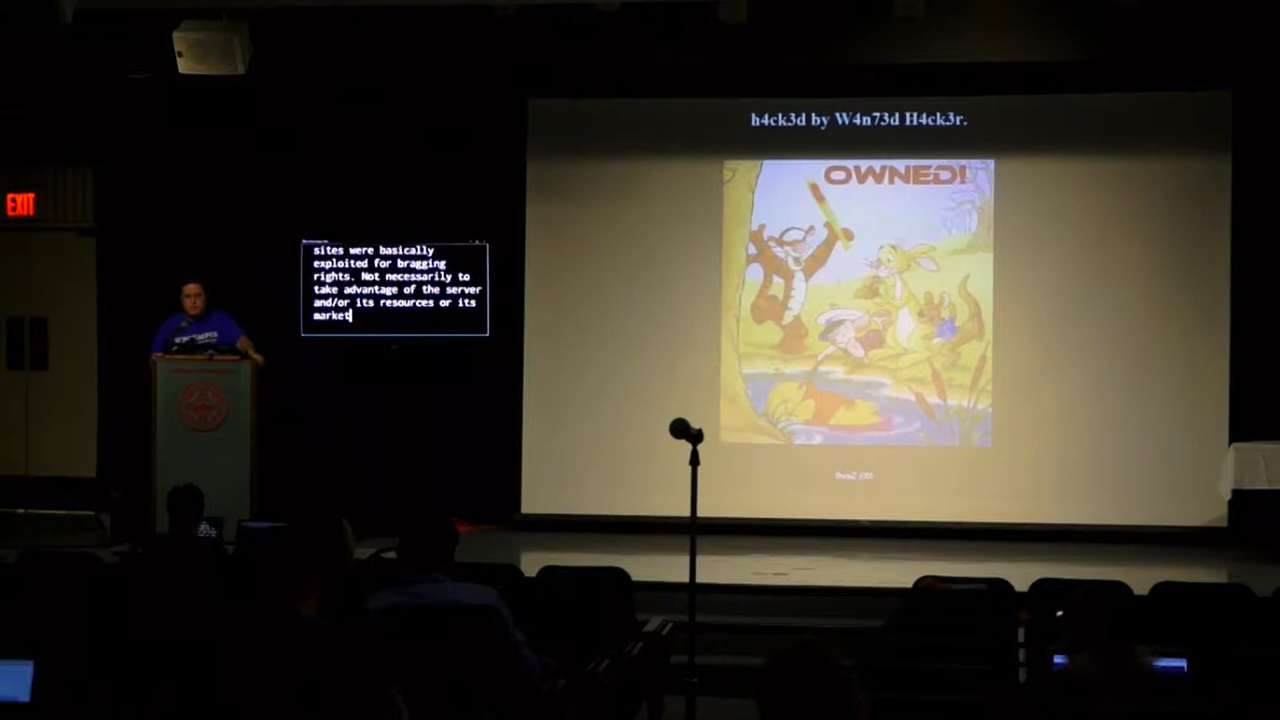 h4ck3d by W4n73d H4ck3r.
OWNED!
EXIT
sites were basically
exploited for bragging
rights. Not necessarily to
take advantage of the server
and/or its resources or its
market